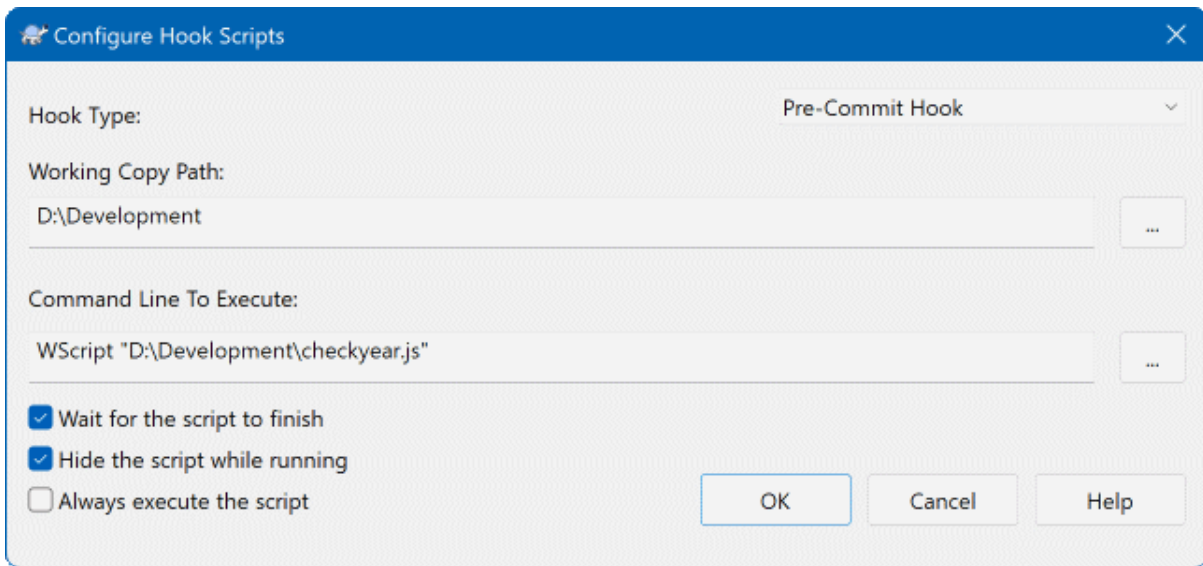 Configure Hook Scripts
Hook Type:
Pre-Commit Hook
Working Copy Path:
D:\Development
...
Command Line To Execute:
WScript "D:\Development\checkyear.js"
...
Wait for the script to finish
Hide the script while running
Always execute the script
OK
Cancel
Help